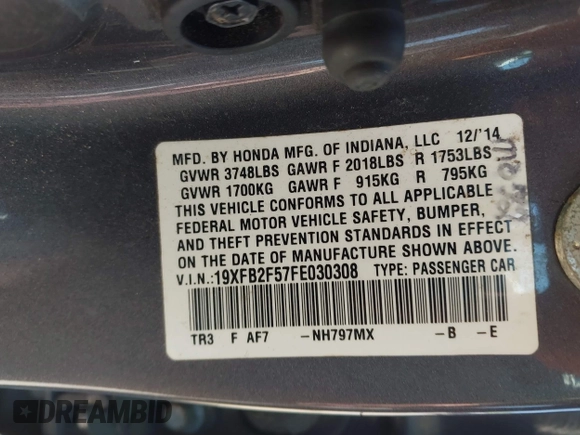 MFD. BY HONDA MFG. OF INDIANA, LLC 12/'14
GVWR 3748LBS GAWR F 2018LBS R 1753LBS
GVWR 1700KG GAWR F 915KG R 795KG
THIS VEHICLE CONFORMS TO ALL APPLICABLE
FEDERAL MOTOR VEHICLE SAFETY, BUMPER,
AND THEFT PREVENTION STANDARDS IN EFFECT
ON THE DATE OF MANUFACTURE SHOWN ABOVE.
V.I.N.:19XFB2F57FE030308 TYPE: PASSENGER CAR
TR3 F AF7 -NH797MX -B -E
DREAMBID